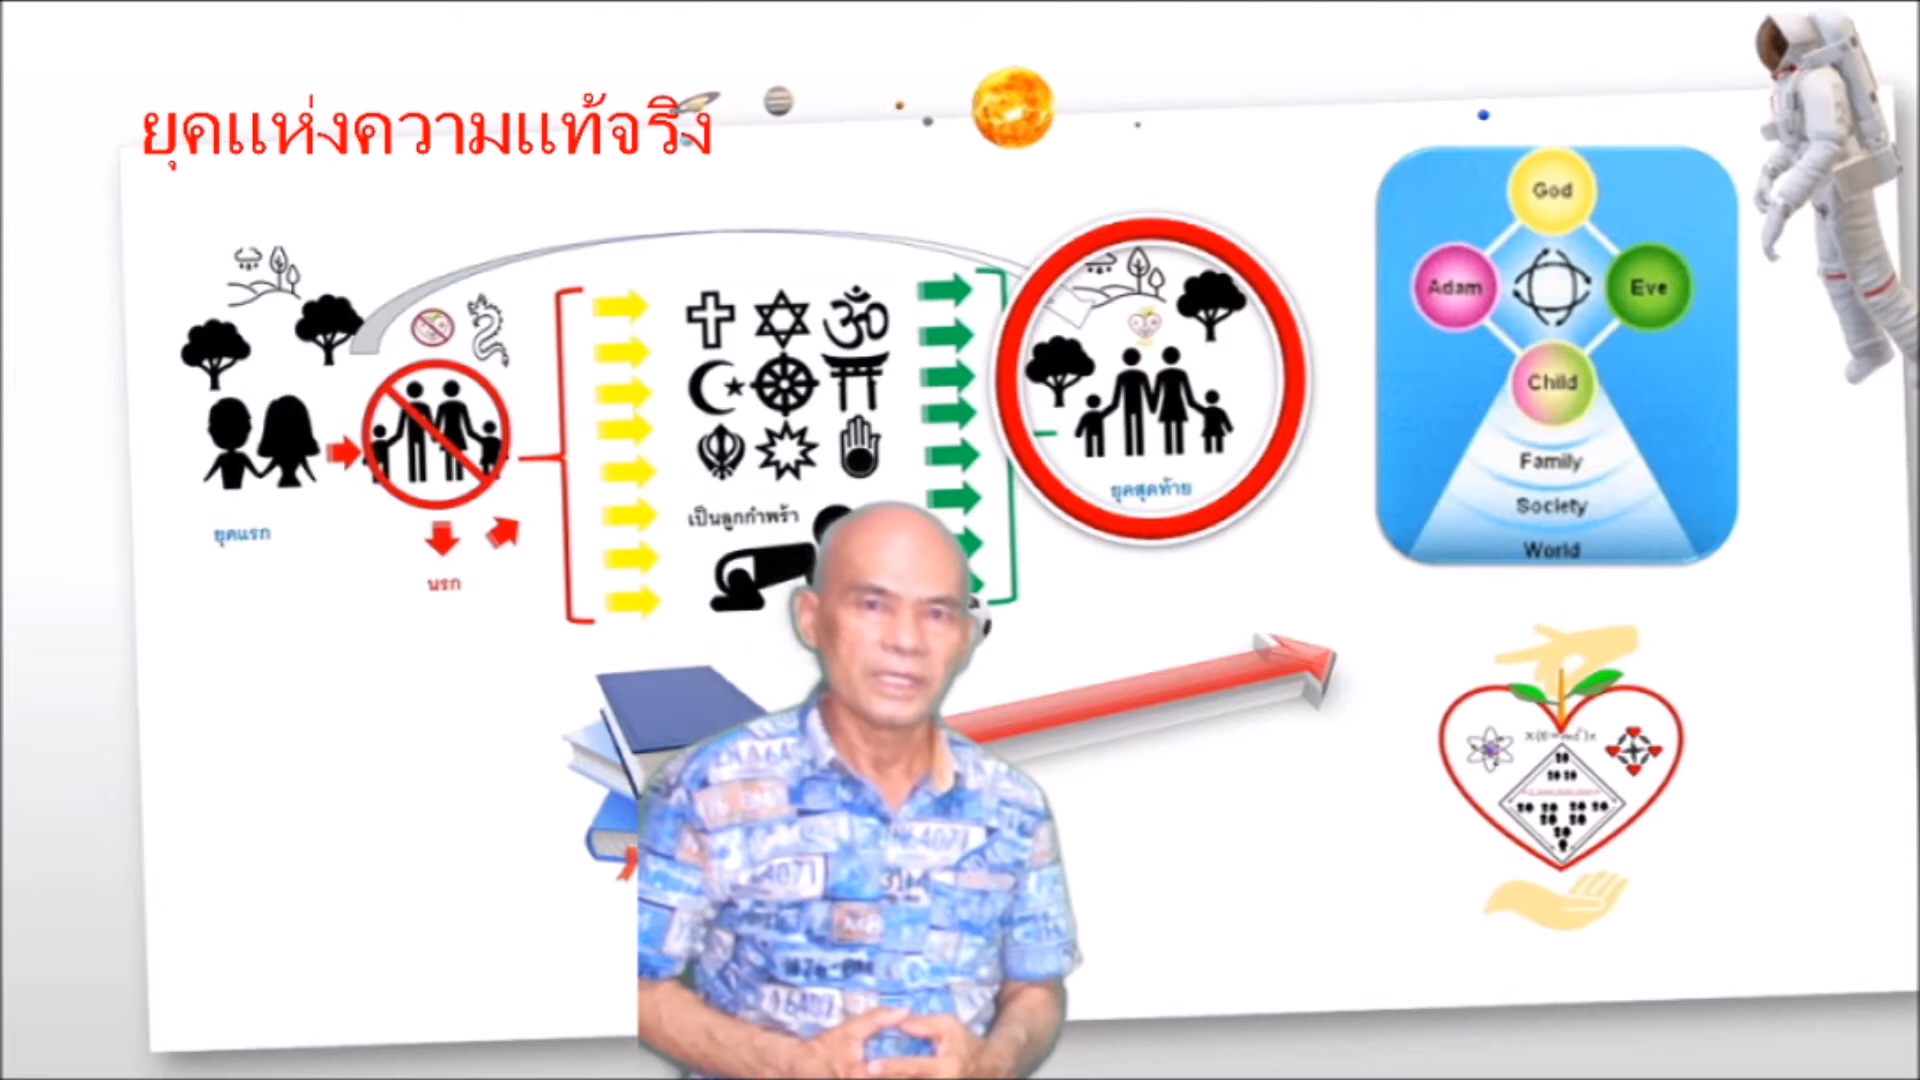 ยุคแห่งความแท้จริง
God
Adam
Eve
Child
Family
Society
World
ยุคแรก
นรก
เป็นลูกกำพร้า
ยุคสุดท้าย
64071